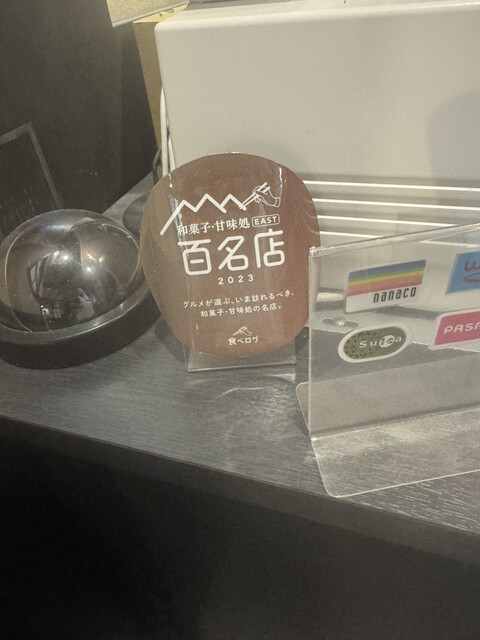 和菓子・甘味処 EAST
百名店
2023
グルメが選ぶ、いま訪れるべき、
和菓子・甘味処の名店。
食べログ
nanaco
Suica